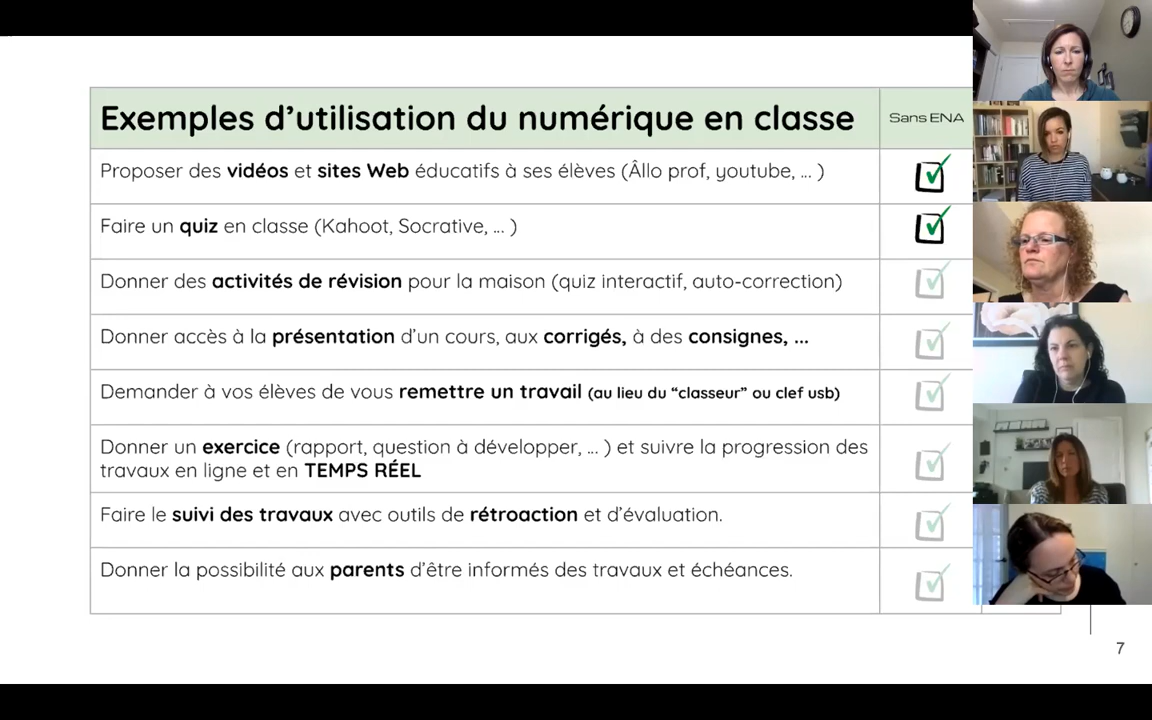 Exemples d’utilisation du numérique en classe
Sans ENA
Proposer des vidéos et sites Web éducatifs à ses élèves (Âllo prof, youtube, ... )
Faire un quiz en classe (Kahoot, Socrative, ... )
Donner des activités de révision pour la maison (quiz interactif, auto-correction)
Donner accès à la présentation d’un cours, aux corrigés, à des consignes, ...
Demander à vos élèves de vous remettre un travail (au lieu du “classeur” ou clef usb)
Donner un exercice (rapport, question à développer, ... ) et suivre la progression des
travaux en ligne et en TEMPS RÉEL
Faire le suivi des travaux avec outils de rétroaction et d’évaluation.
Donner la possibilité aux parents d’être informés des travaux et échéances.
7